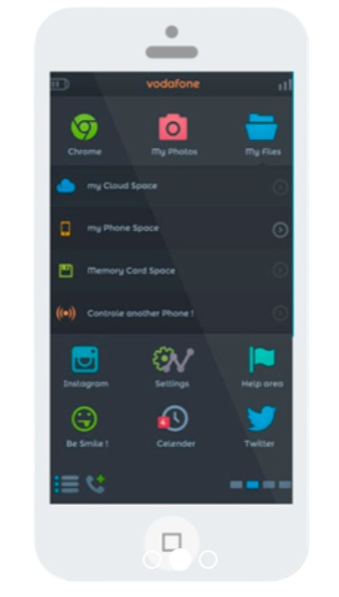 vodafone
Chrome My Photos My Files
my Cloud Space
my Phone Space
Memory Card Space
Controle another Phone !
Instagram Settings Help area
Be Smile ! Celender Twitter